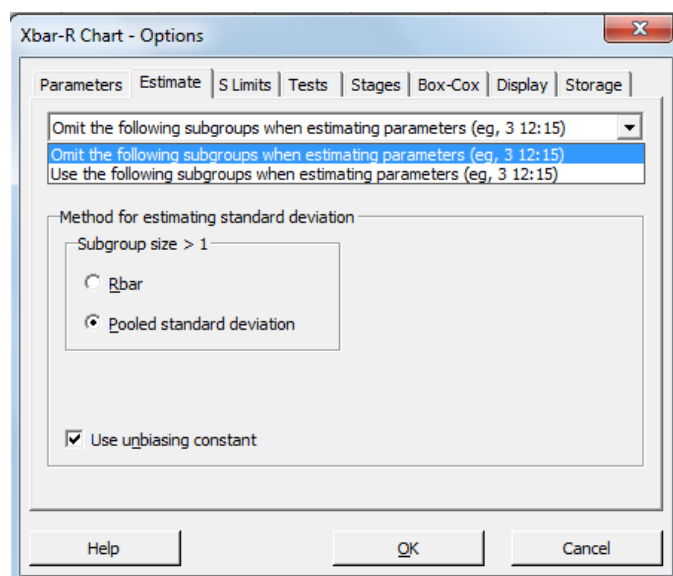 Xbar-R Chart - Options
Parameters Estimate S Limits Tests Stages Box-Cox Display Storage
Omit the following subgroups when estimating parameters (eg, 3 12:15)
Omit the following subgroups when estimating parameters (eg, 3 12:15)
Use the following subgroups when estimating parameters (eg, 3 12:15)
Method for estimating standard deviation
Subgroup size > 1
Rbar
Pooled standard deviation
Use unbiasing constant
Help OK Cancel